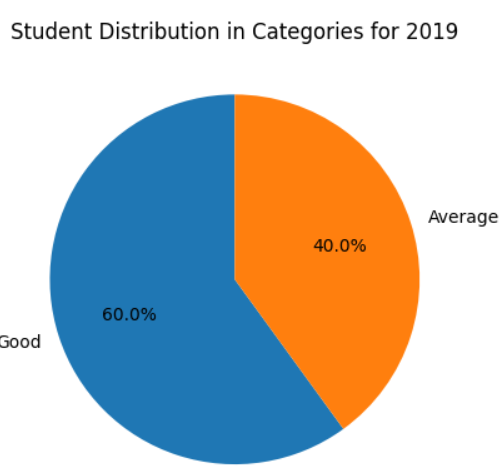 Student Distribution in Categories for 2019
Average
40.0%
60.0%
Good